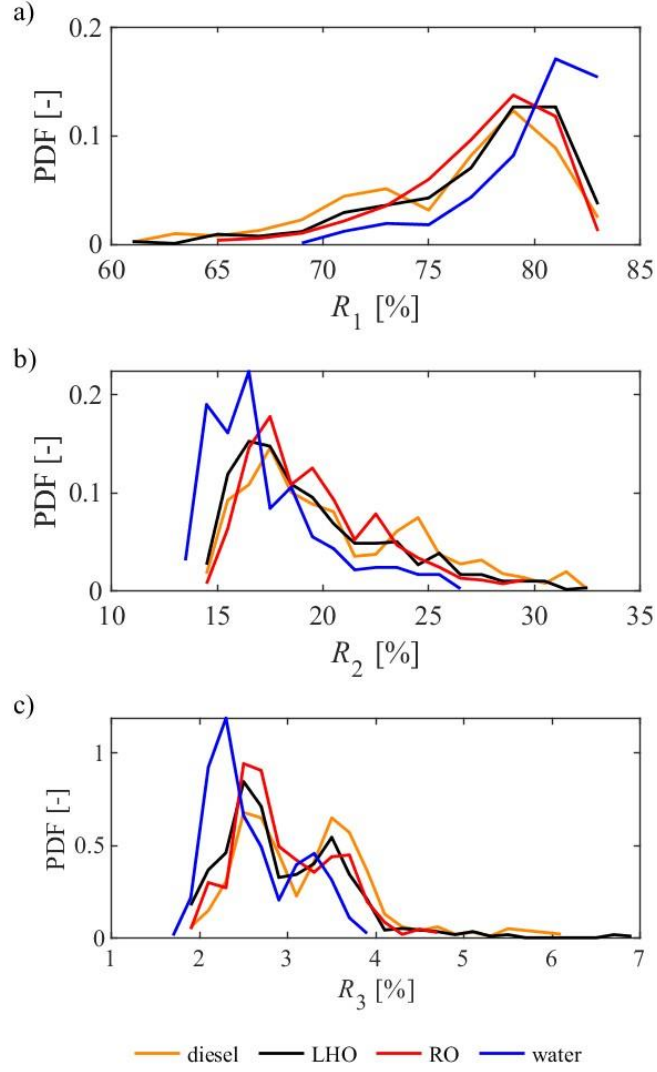 a)
0.2
0.1
0
PDF [-]
60 65 70 75 80 85
R₁ [%]
b)
0.2
0.1
0
PDF [-]
10 15 20 25 30 35
R₂ [%]
c)
1
0.5
0
PDF [-]
1 2 3 4 5 6 7
R₃ [%]
diesel LHO RO water